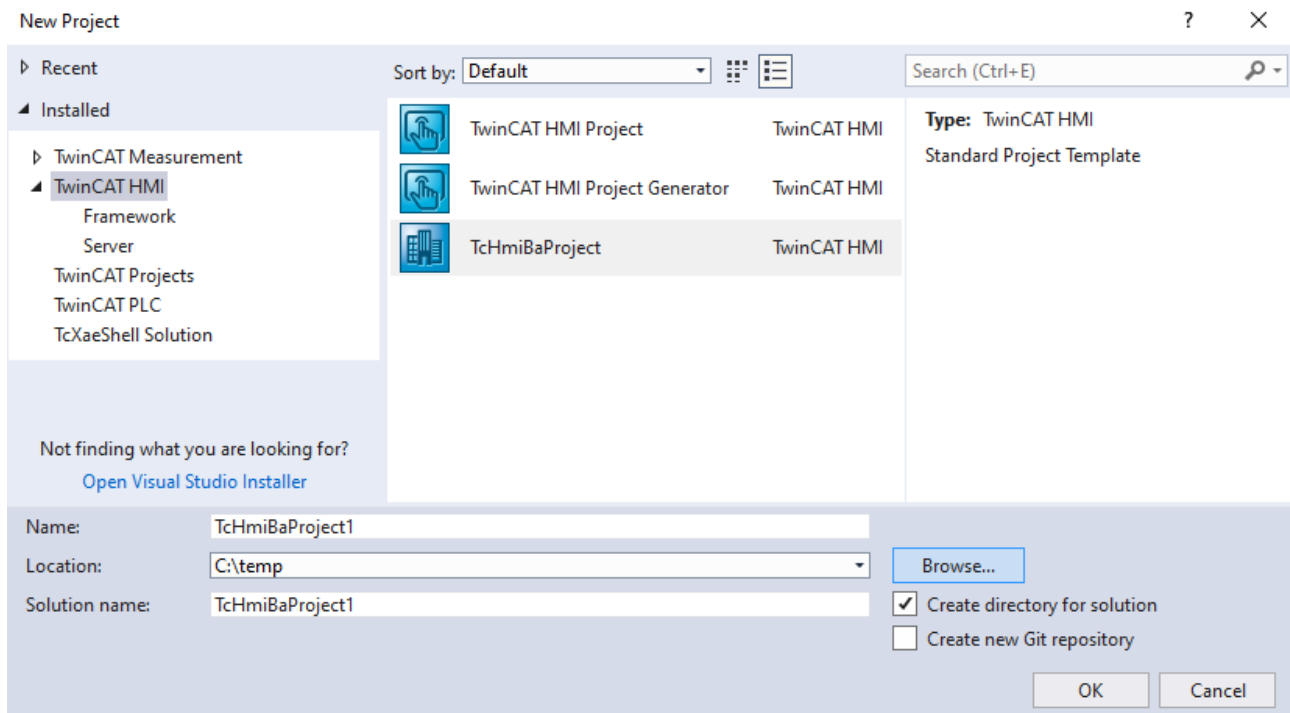 New Project
?
Recent
Installed
TwinCAT Measurement
TwinCAT HMI
Framework
Server
TwinCAT Projects
TwinCAT PLC
TcXaeShell Solution
Not finding what you are looking for?
Open Visual Studio Installer
Sort by: Default
TwinCAT HMI Project TwinCAT HMI
TwinCAT HMI Project Generator TwinCAT HMI
TcHmiBaProject TwinCAT HMI
Search (Ctrl+E)
Type: TwinCAT HMI
Standard Project Template
Name: TcHmiBaProject1
Location: C:\temp
Browse...
Solution name: TcHmiBaProject1
Create directory for solution
Create new Git repository
OK Cancel